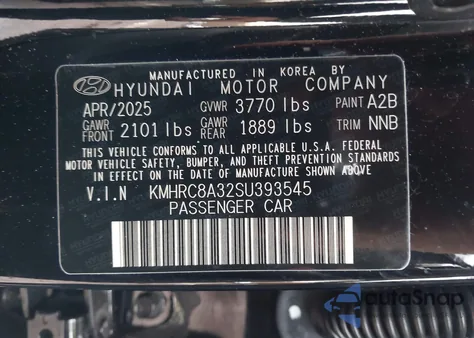 MANUFACTURED IN KOREA BY
HYUNDAI MOTOR COMPANY
APR/2025 GVWR 3770 lbs PAINT A2B
GAWR FRONT 2101 lbs GAWR REAR 1889 lbs TRIM NNB
THIS VEHICLE CONFORMS TO ALL APPLICABLE U.S.A. FEDERAL
MOTOR VEHICLE SAFETY, BUMPER, AND THEFT PREVENTION STANDARDS
IN EFFECT ON THE DATE OF MANUFACTURE SHOWN ABOVE.
V.I.N KMHRC8A32SU393545
PASSENGER CAR
autoSnap